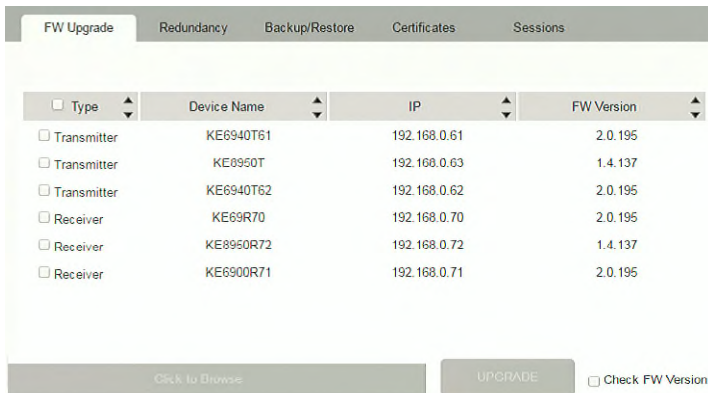 FW Upgrade Redundancy Backup/Restore Certificates Sessions
Type Device Name IP FW Version
Transmitter KE6940T61 192.168.0.61 2.0.195
Transmitter KE8950T 192.168.0.63 1.4.137
Transmitter KE6940T62 192.168.0.62 2.0.195
Receiver KE69R70 192.168.0.70 2.0.195
Receiver KE8950R72 192.168.0.72 1.4.137
Receiver KE6900R71 192.168.0.71 2.0.195
Click to Browse UPGRADE Check FW Version